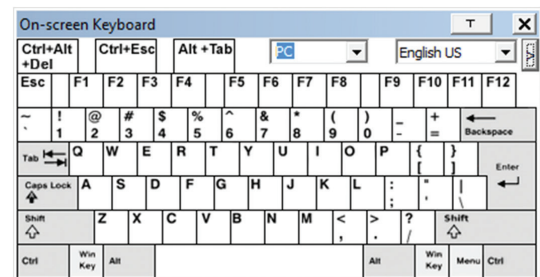 On-screen Keyboard T X
Ctrl+Alt Ctrl+Esc Alt +Tab PC English US
+Del
Esc F1 F2 F3 F4 F5 F6 F7 F8 F9 F10 F11 F12
~ ! @ # $ % ^ & * ( ) _ +
` 1 2 3 4 5 6 7 8 9 0 - = Backspace
Tab Q W E R T Y U I O P { }
[ ] Enter
Caps Lock A S D F G H J K L : " |
; ' \
Shift Z X C V B N M < > ? Shift
, . /
Ctrl Win Alt Alt Win Menu Ctrl
Key Key